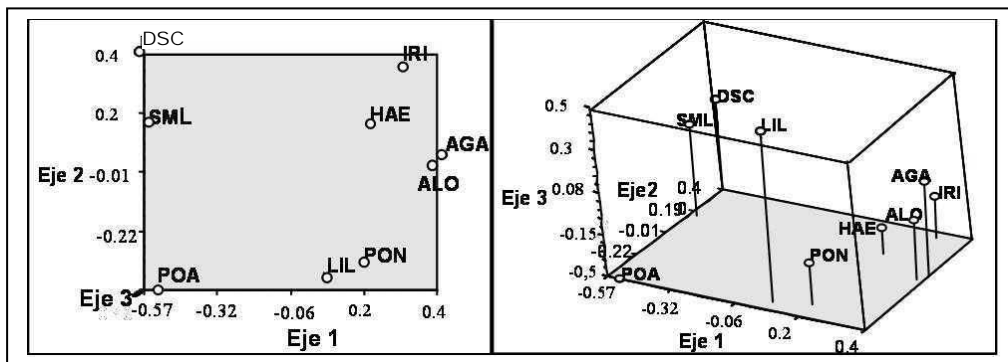 DSC
0.4
IRI
0.2
SML
HAE
AGA
Eje 2
-0.01
ALO
-0.22
PON
LIL
POA
Eje 3
-0.57
-0.32
-0.06
0.2
0.4
Eje 1
0.5
DSC
SML
LIL
0.3
AGA
Eje 3
0.08
Eje2
0.4
IRI
0.19
ALO
-0.15
-0.01
HAE
-0.22
PON
-0,5
POA
-0.57
-0.32
-0.06
0.2
0.4
Eje 1